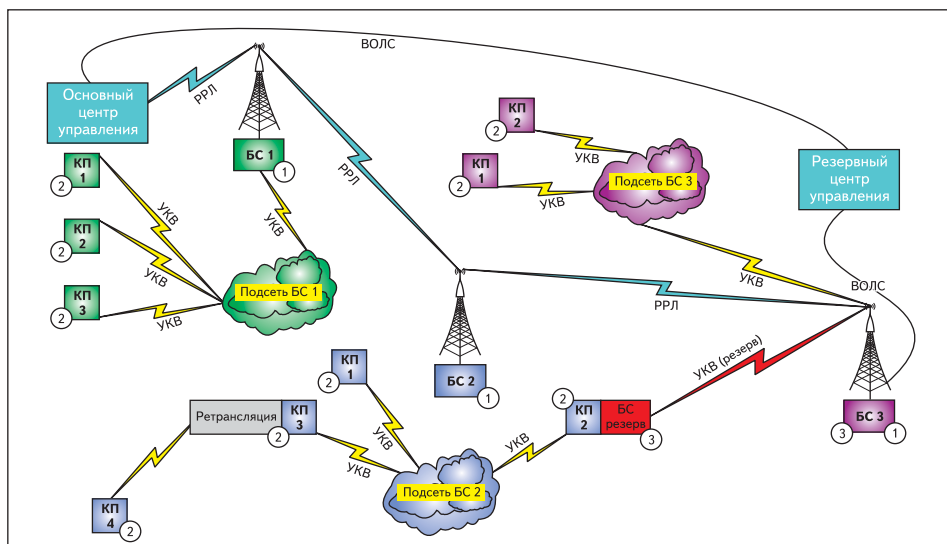 ВОЛС
Основный
центр
управления
РРЛ
БС 1
1
КП
1
2
КП
2
2
КП
3
2
УКВ
УКВ
УКВ
УКВ
Подсеть БС 1
РРЛ
КП
2
2
КП
1
2
УКВ
УКВ
Подсеть БС 3
Резервный
центр
управления
УКВ
ВОЛС
РРЛ
БС 2
1
УКВ (резерв)
БС 3
3
1
КП
1
2
Ретрансляция
КП
3
2
УКВ
УКВ
УКВ
КП
2
2
БС
резерв
3
Подсеть БС 2
КП
4
2